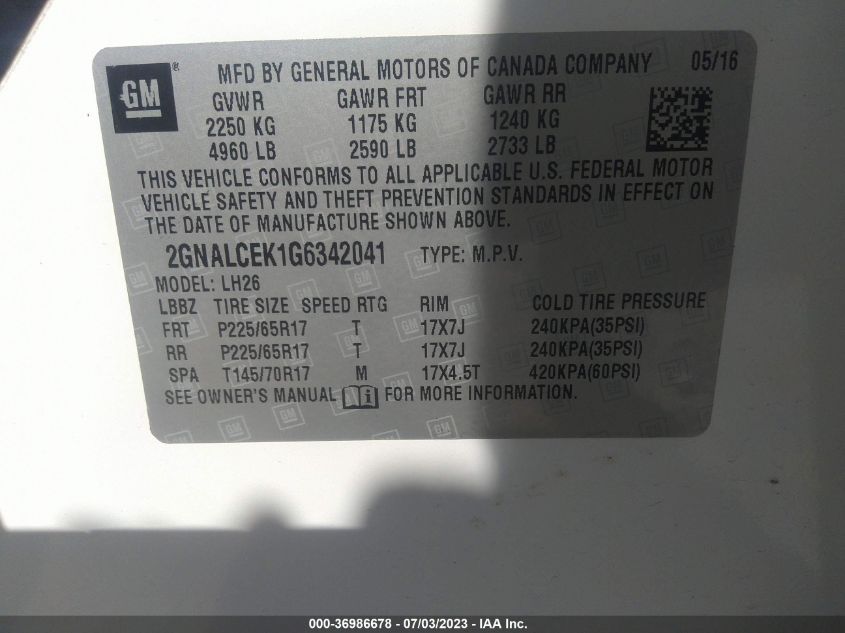 GM ® MFD BY GENERAL MOTORS OF CANADA COMPANY 05/16
GVWR GAWR FRT GAWR RR
2250 KG 1175 KG 1240 KG
4960 LB 2590 LB 2733 LB
THIS VEHICLE CONFORMS TO ALL APPLICABLE U.S. FEDERAL MOTOR
VEHICLE SAFETY AND THEFT PREVENTION STANDARDS IN EFFECT ON
THE DATE OF MANUFACTURE SHOWN ABOVE.
2GNALCEK1G6342041 TYPE: M.P.V.
MODEL: LH26
LBBZ TIRE SIZE SPEED RTG RIM COLD TIRE PRESSURE
FRT P225/65R17 T 17X7J 240KPA(35PSI)
RR P225/65R17 T 17X7J 240KPA(35PSI)
SPA T145/70R17 M 17X4.5T 420KPA(60PSI)
SEE OWNER'S MANUAL i FOR MORE INFORMATION.
000-36986678 - 07/03/2023 - IAA Inc.